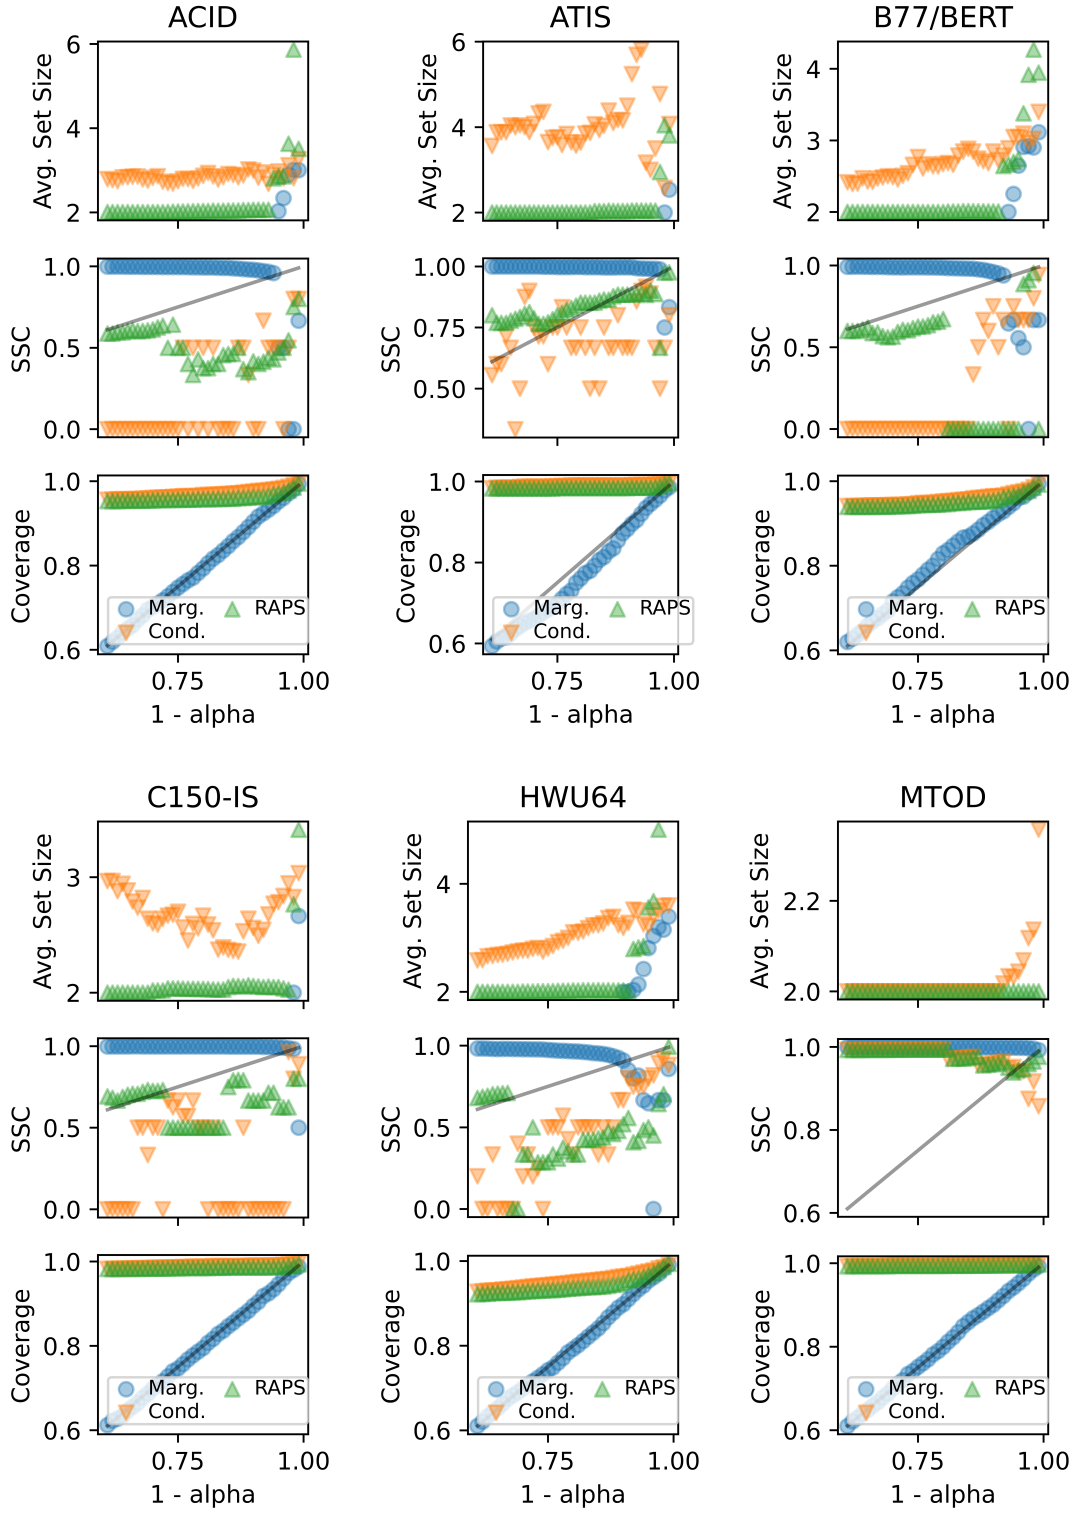 ACID ATIS B77/BERT
Avg. Set Size 6 4 2 Avg. Set Size 6 4 2 Avg. Set Size 4 3 2
SSC 1.0 0.5 0.0 SSC 1.00 0.75 0.50 SSC 1.0 0.5 0.0
Coverage 1.0 0.8 0.6 Coverage 1.0 0.8 0.6 Coverage 1.0 0.8 0.6
Marg. RAPS Marg. RAPS Marg. RAPS
Cond. Cond. Cond.
0.75 1.00 0.75 1.00 0.75 1.00
1 - alpha 1 - alpha 1 - alpha
C150-IS HWU64 MTOD
Avg. Set Size 3 2 Avg. Set Size 4 2 Avg. Set Size 2.2 2.0
SSC 1.0 0.5 0.0 SSC 1.0 0.5 0.0 SSC 1.0 0.8 0.6
Coverage 1.0 0.8 0.6 Coverage 1.0 0.8 0.6 Coverage 1.0 0.8 0.6
Marg. RAPS Marg. RAPS Marg. RAPS
Cond. Cond. Cond.
0.75 1.00 0.75 1.00 0.75 1.00
1 - alpha 1 - alpha 1 - alpha